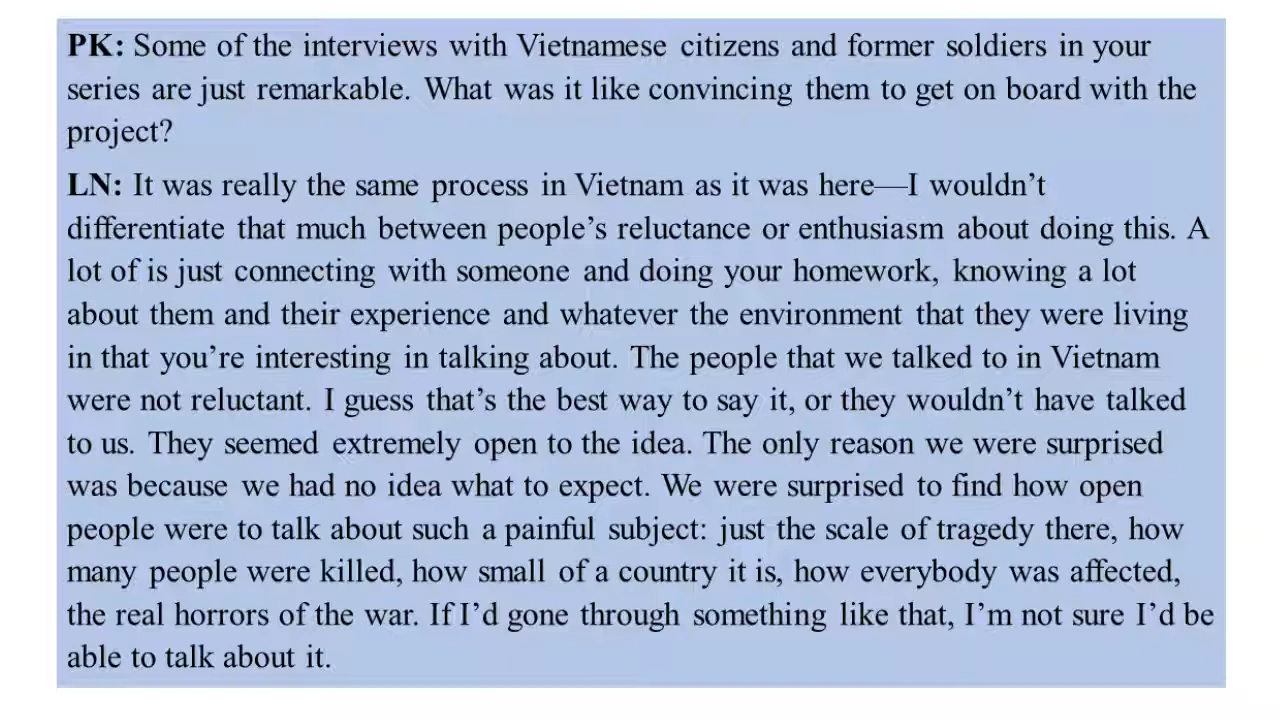 PK: Some of the interviews with Vietnamese citizens and former soldiers in your
series are just remarkable. What was it like convincing them to get on board with the
project?
LN: It was really the same process in Vietnam as it was here—I wouldn’t
differentiate that much between people’s reluctance or enthusiasm about doing this. A
lot of is just connecting with someone and doing your homework, knowing a lot
about them and their experience and whatever the environment that they were living
in that you’re interesting in talking about. The people that we talked to in Vietnam
were not reluctant. I guess that’s the best way to say it, or they wouldn’t have talked
to us. They seemed extremely open to the idea. The only reason we were surprised
was because we had no idea what to expect. We were surprised to find how open
people were to talk about such a painful subject: just the scale of tragedy there, how
many people were killed, how small of a country it is, how everybody was affected,
the real horrors of the war. If I’d gone through something like that, I’m not sure I’d be
able to talk about it.